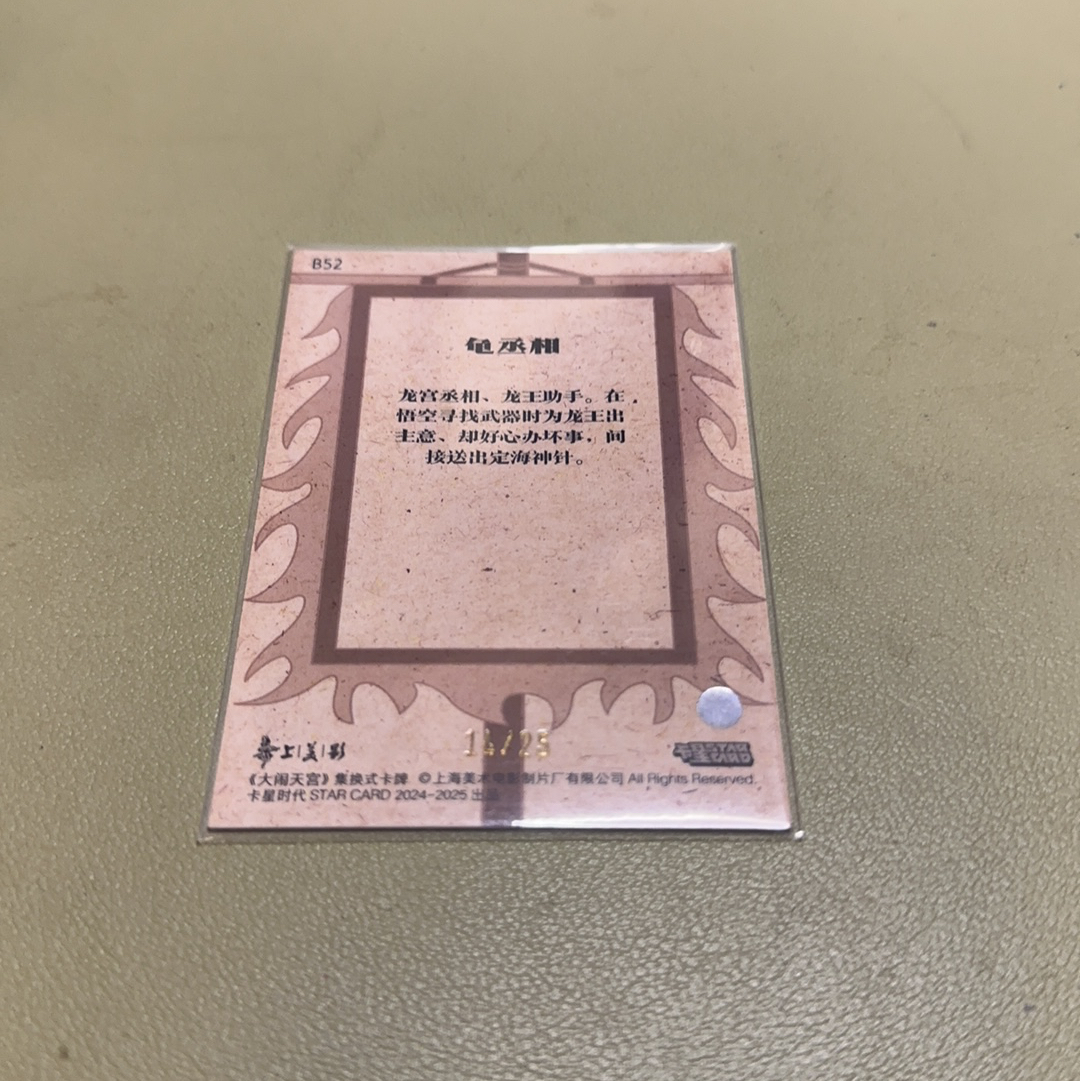 B52
龟丞相
龙宫丞相、龙王助手。在
悟空寻找武器时为龙王出
主意、却好心办坏事,间
接送出定海神针。
上美影
《大闹天宫》集换式卡牌 ©上海美术电影制片厂有限公司 All Rights Reserved.
卡星时代 STAR CARD 2024-2025 出品